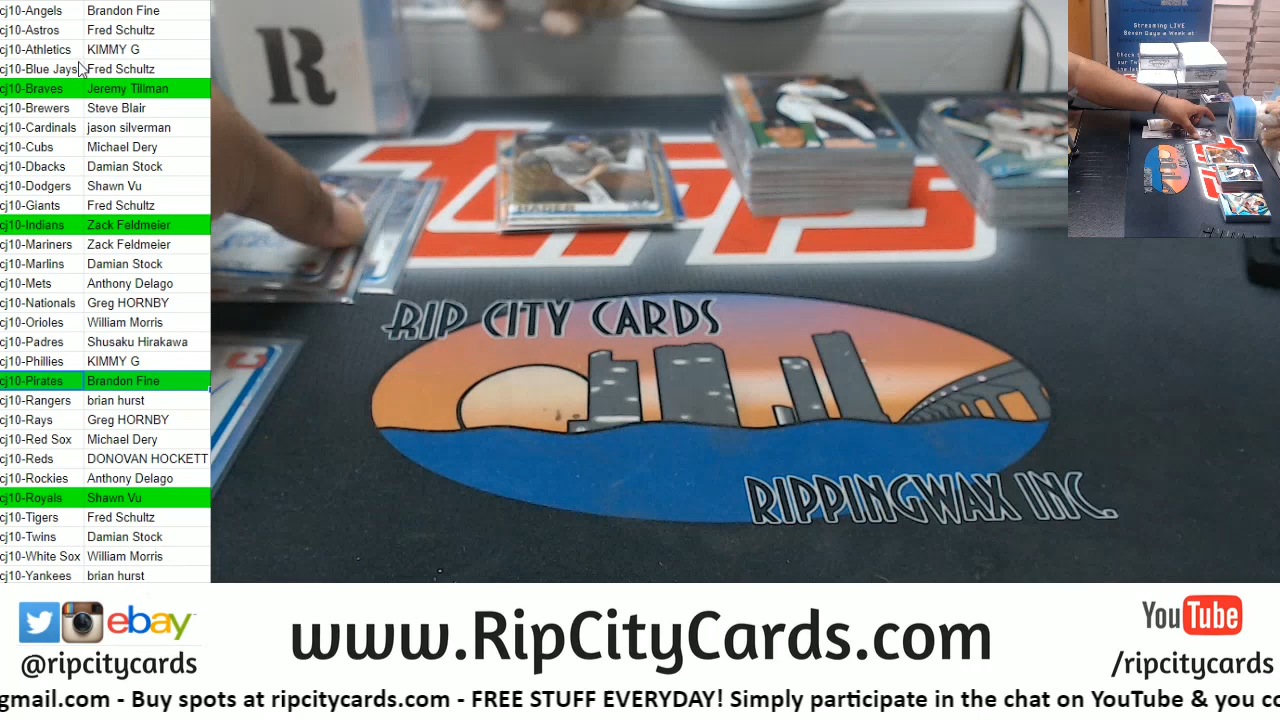 cj10-Angels Brandon Fine
cj10-Astros Fred Schultz
cj10-Athletics KIMMY G
cj10-Blue Jays Fred Schultz
cj10-Braves Jeremy Tillman
cj10-Brewers Steve Blair
cj10-Cardinals jason silverman
cj10-Cubs Michael Dery
cj10-Dbacks Damian Stock
cj10-Dodgers Shawn Vu
cj10-Giants Fred Schultz
cj10-Indians Zack Feldmeier
cj10-Mariners Zack Feldmeier
cj10-Marlins Damian Stock
cj10-Mets Anthony Delago
cj10-Nationals Greg HORNBY
cj10-Orioles William Morris
cj10-Padres Shusaku Hirakawa
cj10-Phillies KIMMY G
cj10-Pirates Brandon Fine
cj10-Rangers brian hurst
cj10-Rays Greg HORNBY
cj10-Red Sox Michael Dery
cj10-Reds DONOVAN HOCKETT
cj10-Rockies Anthony Delago
cj10-Royals Shawn Vu
cj10-Tigers Fred Schultz
cj10-Twins Damian Stock
cj10-White Sox William Morris
cj10-Yankees brian hurst
R
RIP CITY CARDS
RIPPINGWAX INC.
Streaming LIVE
Seven Days a Week at
ebay
@ripcitycards
www.RipCityCards.com
YouTube
/ripcitycards
gmail.com - Buy spots at ripcitycards.com - FREE STUFF EVERYDAY! Simply participate in the chat on YouTube & you co